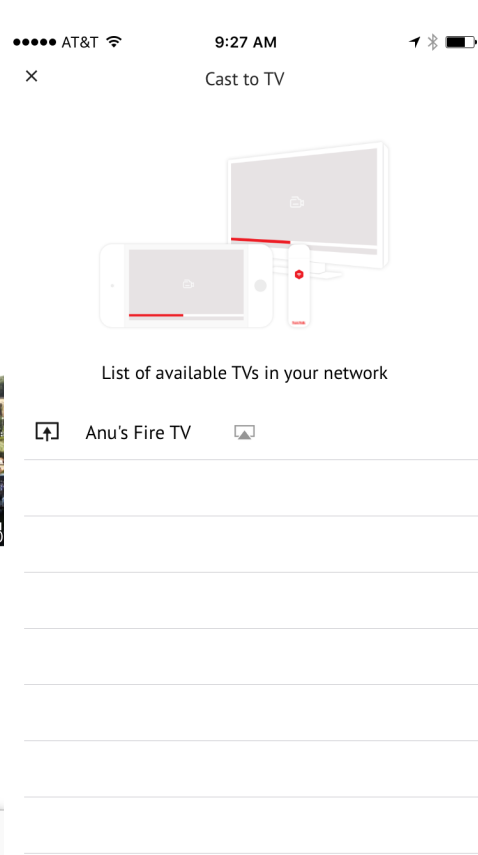 AT&T 9:27 AM
Cast to TV
List of available TVs in your network
Anu's Fire TV